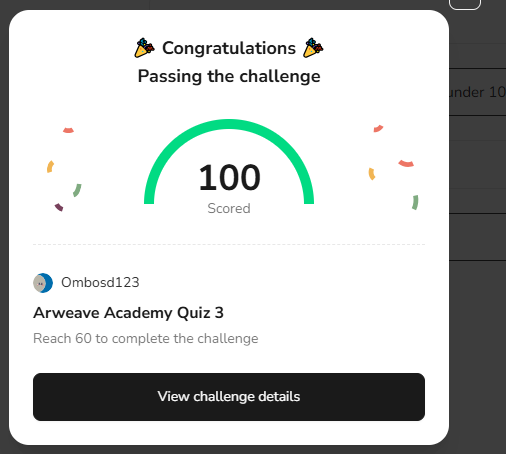 Congratulations
Passing the challenge
under 10
100
Scored
Ombosd123
Arweave Academy Quiz 3
Reach 60 to complete the challenge
View challenge details